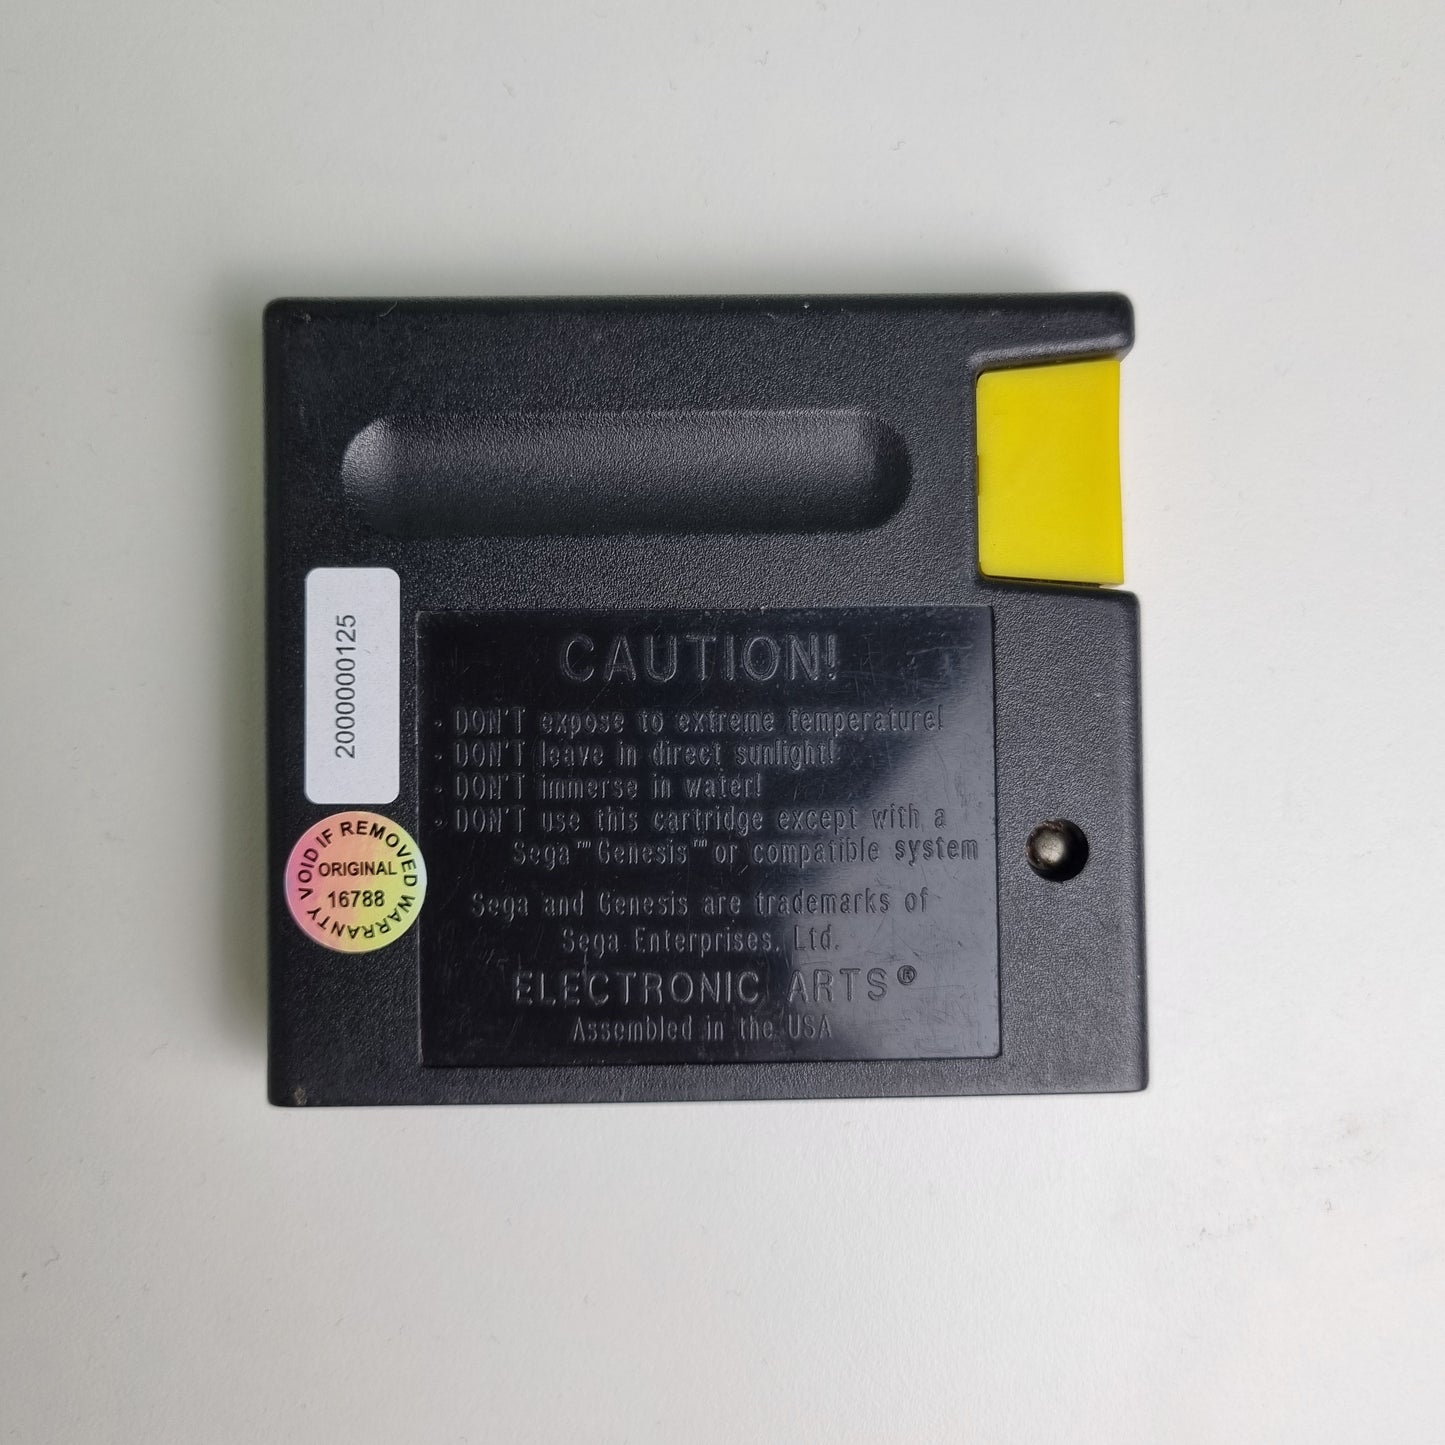 CAUTION!
- DON'T expose to extreme temperature!
- DON'T leave in direct sunlight!
- DON'T immerse in water!
- DON'T use this cartridge except with a
Sega™ Genesis™ or compatible system
Sega and Genesis are trademarks of
Sega Enterprises, Ltd.
ELECTRONIC ARTS®
Assembled in the USA
2000000125
WARRANTY VOID IF REMOVED
ORIGINAL
16788